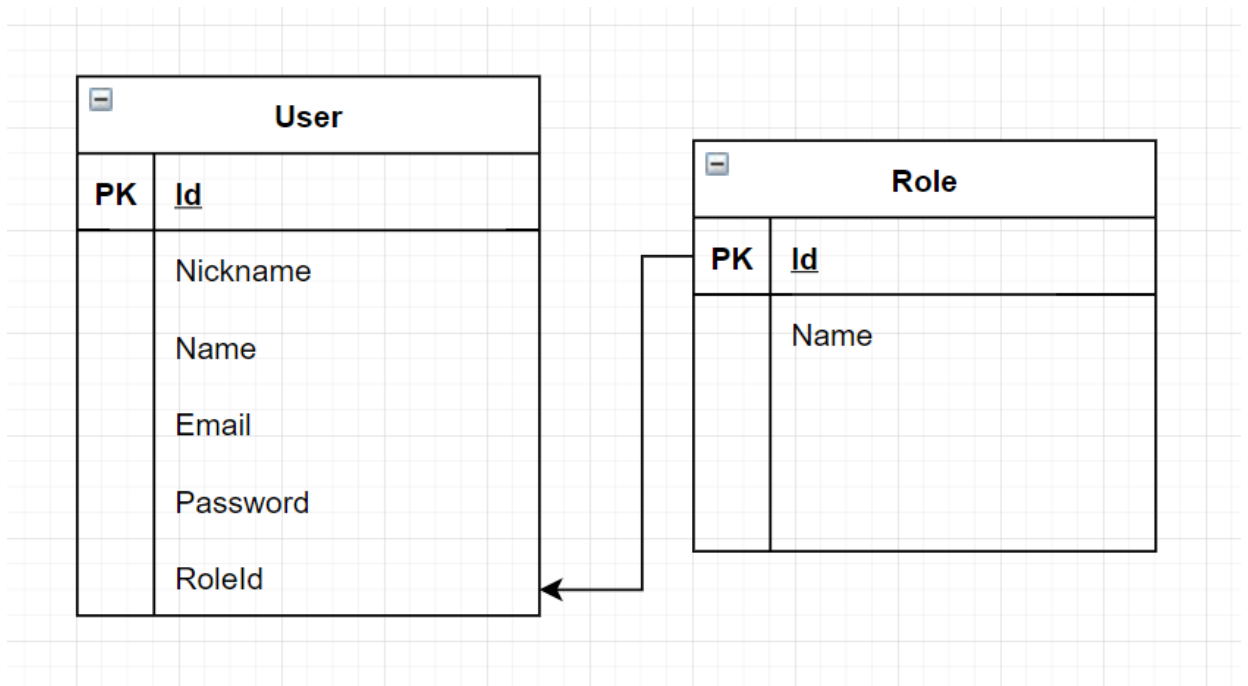 User
PK Id
Nickname
Name
Email
Password
RoleId
Role
PK Id
Name